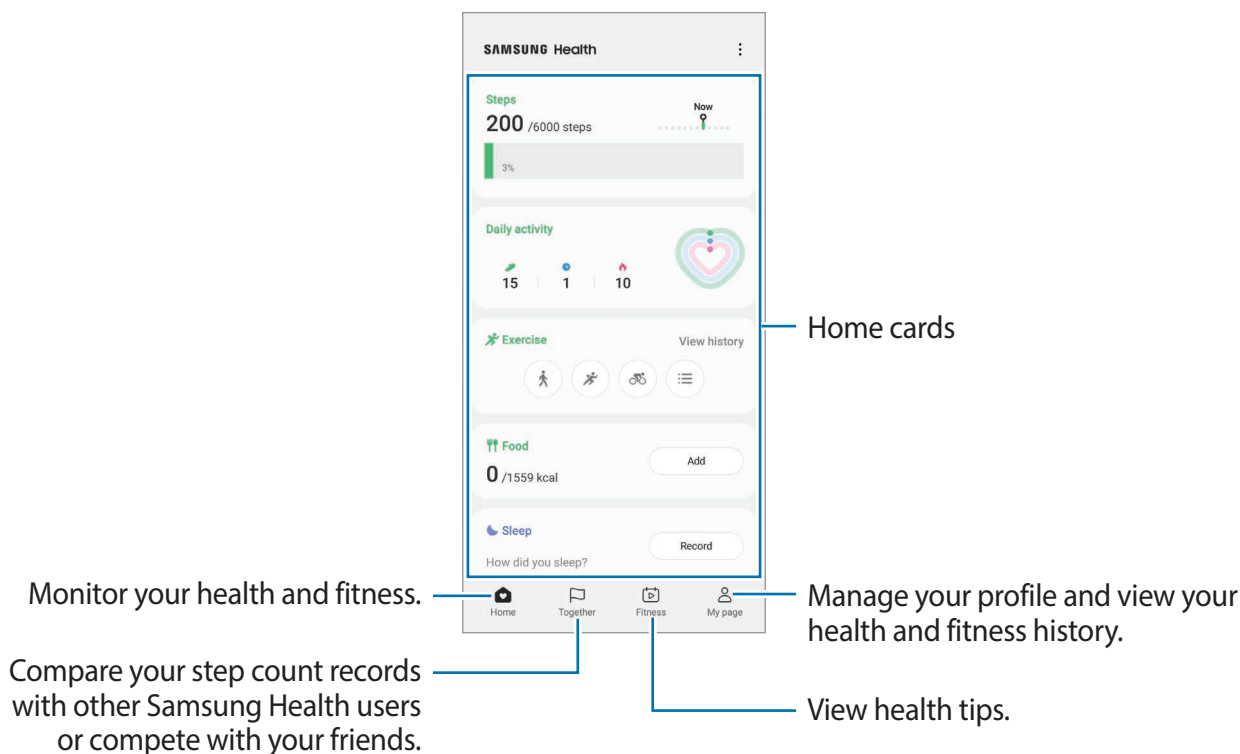 SAMSUNG Health
Steps
200 /6000 steps
Now
3%
Daily activity
15
1
10
Exercise
View history
Food
0 /1559 kcal
Add
Sleep
How did you sleep?
Record
Home
Together
Fitness
My page
Home cards
Monitor your health and fitness.
Compare your step count records
with other Samsung Health users
or compete with your friends.
Manage your profile and view your
health and fitness history.
View health tips.